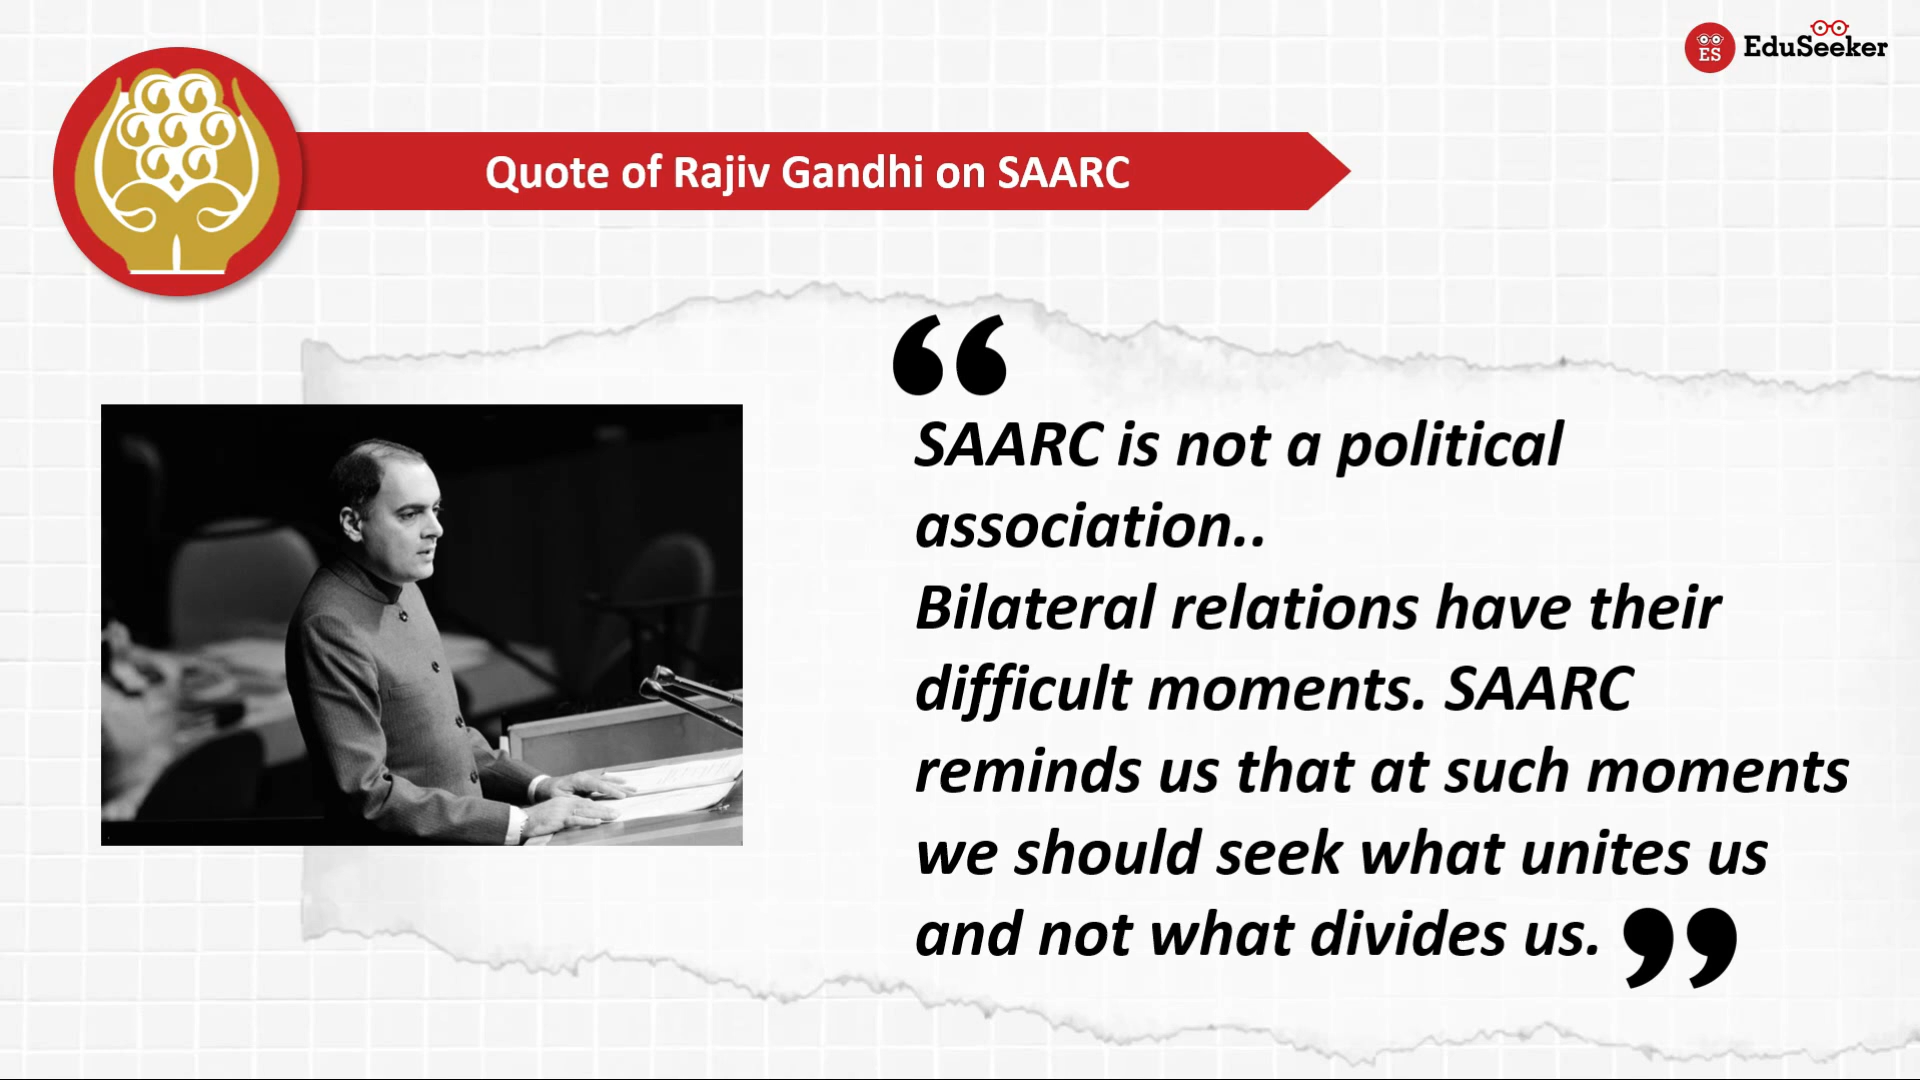 ES EduSeeker
Quote of Rajiv Gandhi on SAARC
“
SAARC is not a political
association..
Bilateral relations have their
difficult moments. SAARC
reminds us that at such moments
we should seek what unites us
and not what divides us. ”